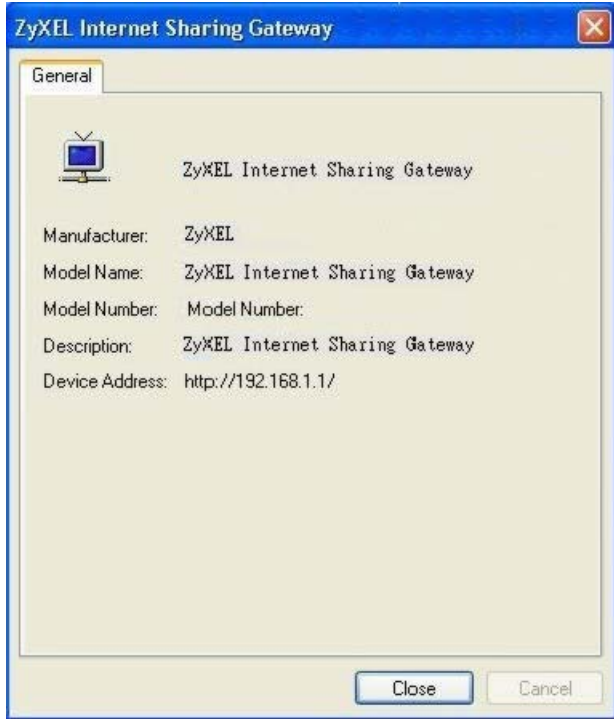 ZyXEL Internet Sharing Gateway
General
ZyXEL Internet Sharing Gateway
Manufacturer: ZyXEL
Model Name: ZyXEL Internet Sharing Gateway
Model Number: Model Number:
Description: ZyXEL Internet Sharing Gateway
Device Address: http://192.168.1.1/
Close Cancel